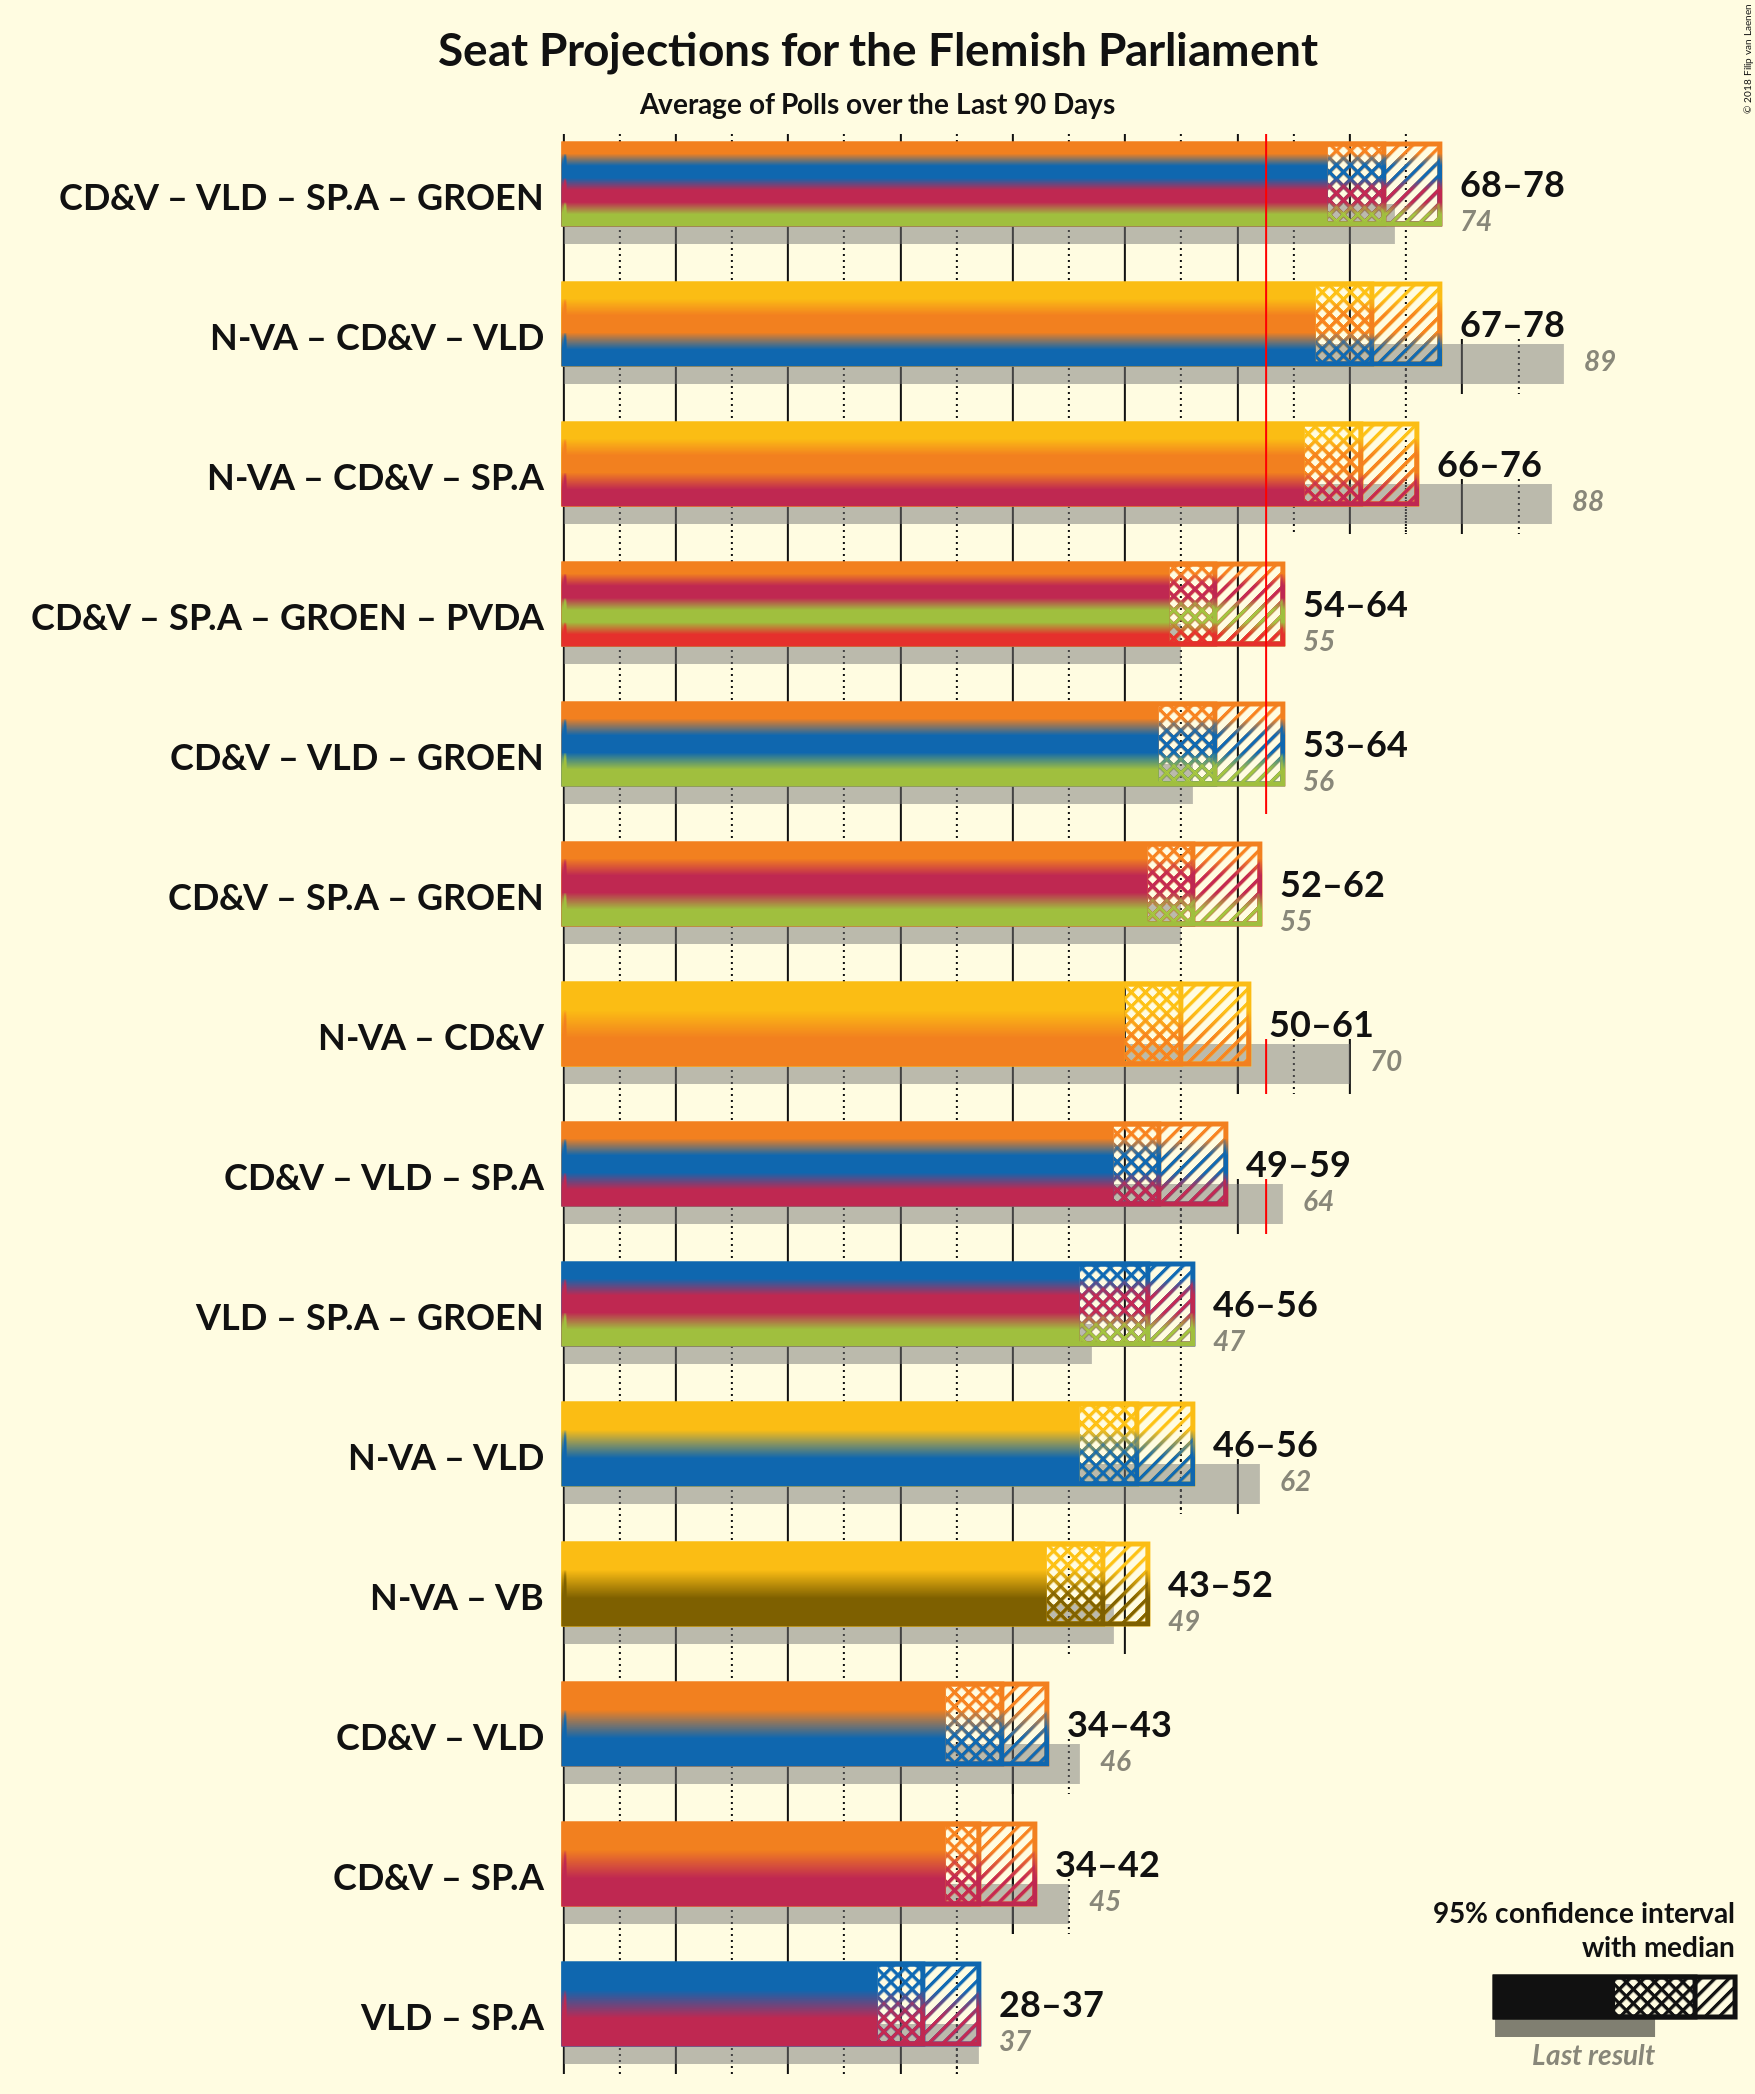 Seat Projections for the Flemish Parliament
Average of Polls over the Last 90 Days
© 2018 Filip van Laenen
CD&V – VLD – SP.A – GROEN
68–78
74
N-VA – CD&V – VLD
67–78
89
N-VA – CD&V – SP.A
66–76
88
CD&V – SP.A – GROEN – PVDA
54–64
55
CD&V – VLD – GROEN
53–64
56
CD&V – SP.A – GROEN
52–62
55
N-VA – CD&V
50–61
70
CD&V – VLD – SP.A
49–59
64
VLD – SP.A – GROEN
46–56
47
N-VA – VLD
46–56
62
N-VA – VB
43–52
49
CD&V – VLD
34–43
46
CD&V – SP.A
34–42
45
VLD – SP.A
28–37
37
95% confidence interval
with median
Last result